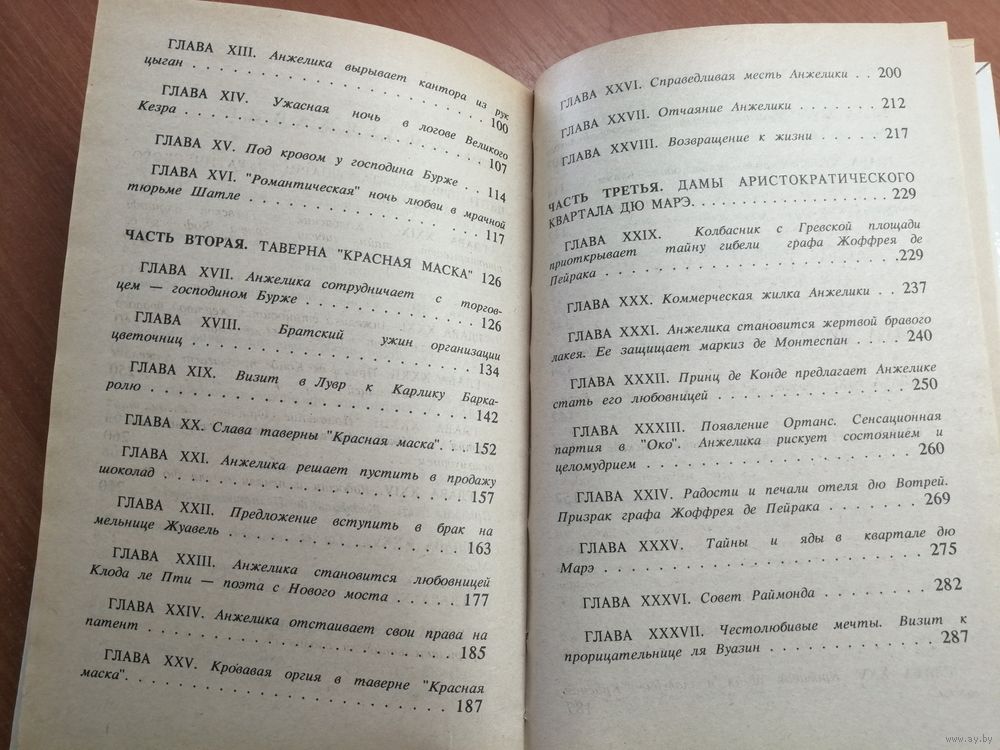 ГЛАВА XIII. Анжелика вырывает кантора из рук
цыган . . . . . . . . . . . . . . . . . 100
ГЛАВА XIV. Ужасная ночь в логове Великого
Кезра . . . . . . . . . . . . . . . . . 107
ГЛАВА XV. Под кровом у господина Бурже . . 114
ГЛАВА XVI. "Романтическая" ночь любви в мрачной
тюрьме Шатле . . . . . . . . . . . . . 117
ЧАСТЬ ВТОРАЯ. ТАВЕРНА "КРАСНАЯ МАСКА" 126
ГЛАВА XVII. Анжелика сотрудничает с торгов-
цем — господином Бурже . . . . . . . . . 126
ГЛАВА XVIII. Братский ужин организации
цветочниц . . . . . . . . . . . . . . . 134
ГЛАВА XIX. Визит в Лувр к Карлику Барка-
ролю . . . . . . . . . . . . . . . . . 142
ГЛАВА XX. Слава таверны "Красная маска". . . 152
ГЛАВА XXI. Анжелика решает пустить в продажу
шоколад . . . . . . . . . . . . . . . . 157
ГЛАВА XXII. Предложение вступить в брак на
мельнице Жуавель . . . . . . . . . . . 163
ГЛАВА XXIII. Анжелика становится любовницей
Клода ле Пти — поэта с Нового моста . . . . . 177
ГЛАВА XXIV. Анжелика отстаивает свои права на
патент . . . . . . . . . . . . . . . . 185
ГЛАВА XXV. Кровавая оргия в таверне "Красная
маска". . . . . . . . . . . . . . . . . 187
ГЛАВА XXVI. Справедливая месть Анжелики . . 200
ГЛАВА XXVII. Отчаяние Анжелики . . . . . . 212
ГЛАВА XXVIII. Возвращение к жизни . . . . . 217
ЧАСТЬ ТРЕТЬЯ. ДАМЫ АРИСТОКРАТИЧЕСКОГО
КВАРТАЛА ДЮ МАРЭ. . . . . . . . . . . . 229
ГЛАВА XXIX. Колбасник с Гревской площади
приоткрывает тайну гибели графа Жоффрея де
Пейрака . . . . . . . . . . . . . . . . .229
ГЛАВА XXX. Коммерческая жилка Анжелики . . 237
ГЛАВА XXXI. Анжелика становится жертвой бравого
лакея. Ее защищает маркиз де Монтеспан . . . . 240
ГЛАВА XXXII. Принц де Конде предлагает Анжелике
стать его любовницей . . . . . . . . . . 250
ГЛАВА XXXIII. Появление Ортанс. Сенсационная
партия в "Око". Анжелика рискует состоянием и
целомудрием . . . . . . . . . . . . . . 260
ГЛАВА XXIV. Радости и печали отеля дю Вотрей.
Призрак графа Жоффрея де Пейрака . . . . . . 269
ГЛАВА XXXV. Тайны и яды в квартале дю
Марэ . . . . . . . . . . . . . . . . . 275
ГЛАВА XXXVI. Совет Раймонда . . . . . . . 282
ГЛАВА XXXVII. Честолюбивые мечты. Визит к
прорицательнице ля Вуазин . . . . . . . . 287
www.ay.by